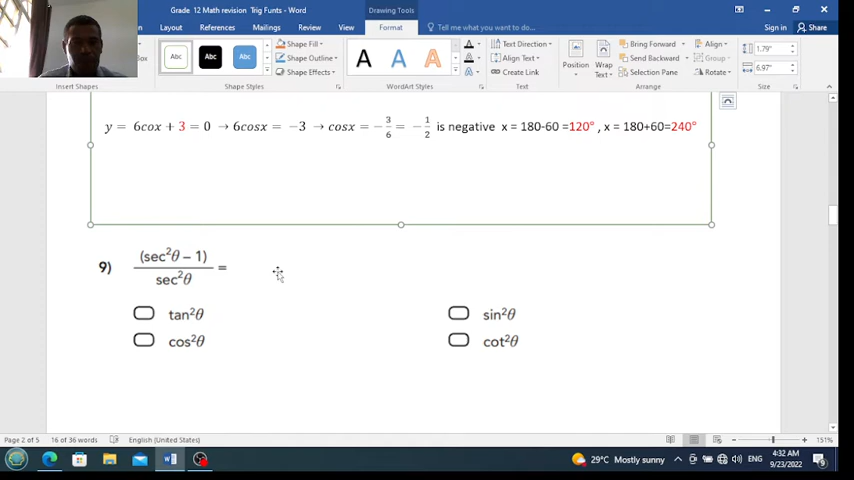 Grade 12 Math revision Trig Funts - Word
Drawing Tools
Sign in
Share
Layout
References
Mailings
Review
View
Format
Tell me what you want to do...
Abc Abc Abc
Shape Fill
Shape Outline
Shape Effects
A A A
Text Direction
Align Text
Create Link
Position
Wrap Text
Bring Forward
Send Backward
Selection Pane
Align
Group
Rotate
1.79"
6.97"
Insert Shapes
Shape Styles
WordArt Styles
Text
Arrange
Size
y = 6cox + 3 = 0 → 6cosx = −3 → cosx = −3/6 = −1/2 is negative x = 180-60 =120° , x = 180+60=240°
9) (sec²θ – 1) / sec²θ =
tan²θ
sin²θ
cos²θ
cot²θ
Page 2 of 5
16 of 36 words
English (United States)
151%
29°C Mostly sunny
ENG
4:32 AM
9/23/2022